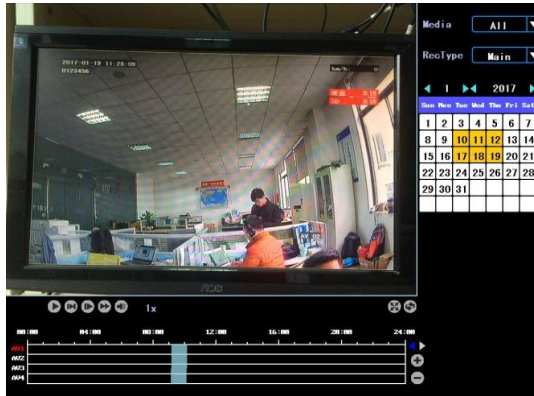 Media All
RecType Main
1 2017
Sun Mon Tue Wed Thu Fri Sat
1 2 3 4 5 6 7
8 9 10 11 12 13 14
15 16 17 18 19 20 21
22 23 24 25 26 27 28
29 30 31
2017-01-19 11:28:09
0123456
AOC
1x
00:00 04:00 08:00 12:00 16:00 20:00 24:00
AV1
AV2
AV3
AV4